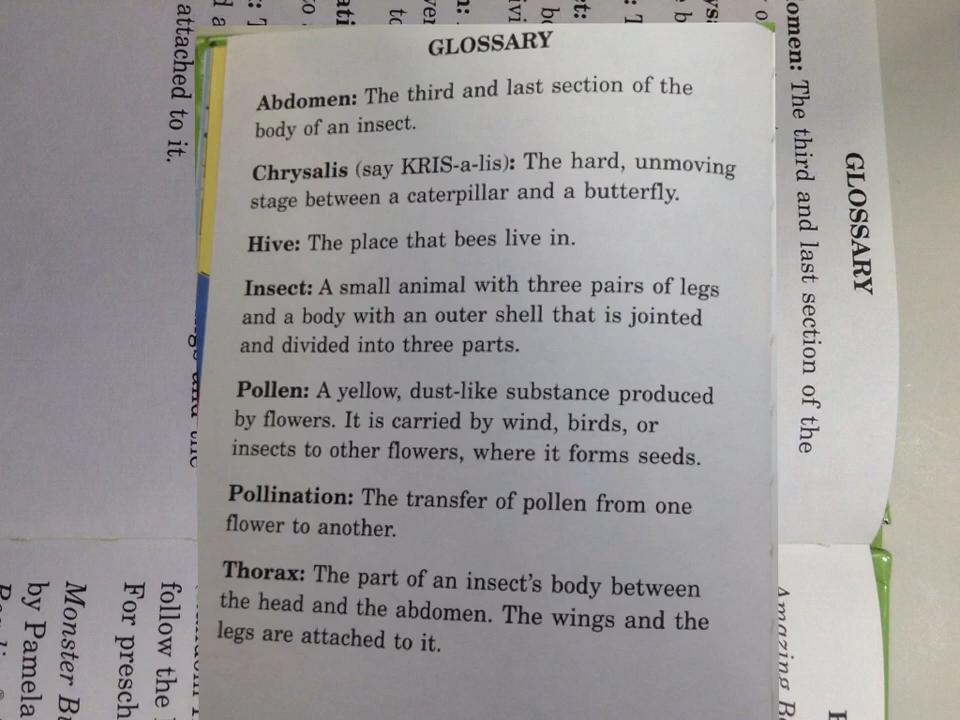 GLOSSARY
Abdomen: The third and last section of the
body of an insect.
Chrysalis (say KRIS-a-lis): The hard, unmoving
stage between a caterpillar and a butterfly.
Hive: The place that bees live in.
Insect: A small animal with three pairs of legs
and a body with an outer shell that is jointed
and divided into three parts.
Pollen: A yellow, dust-like substance produced
by flowers. It is carried by wind, birds, or
insects to other flowers, where it forms seeds.
Pollination: The transfer of pollen from one
flower to another.
Thorax: The part of an insect's body between
the head and the abdomen. The wings and the
legs are attached to it.
attached to it.
GLOSSARY
omen: The third and last section of the
follow the
For presch
Monster Bu
by Pamela
Amazing B